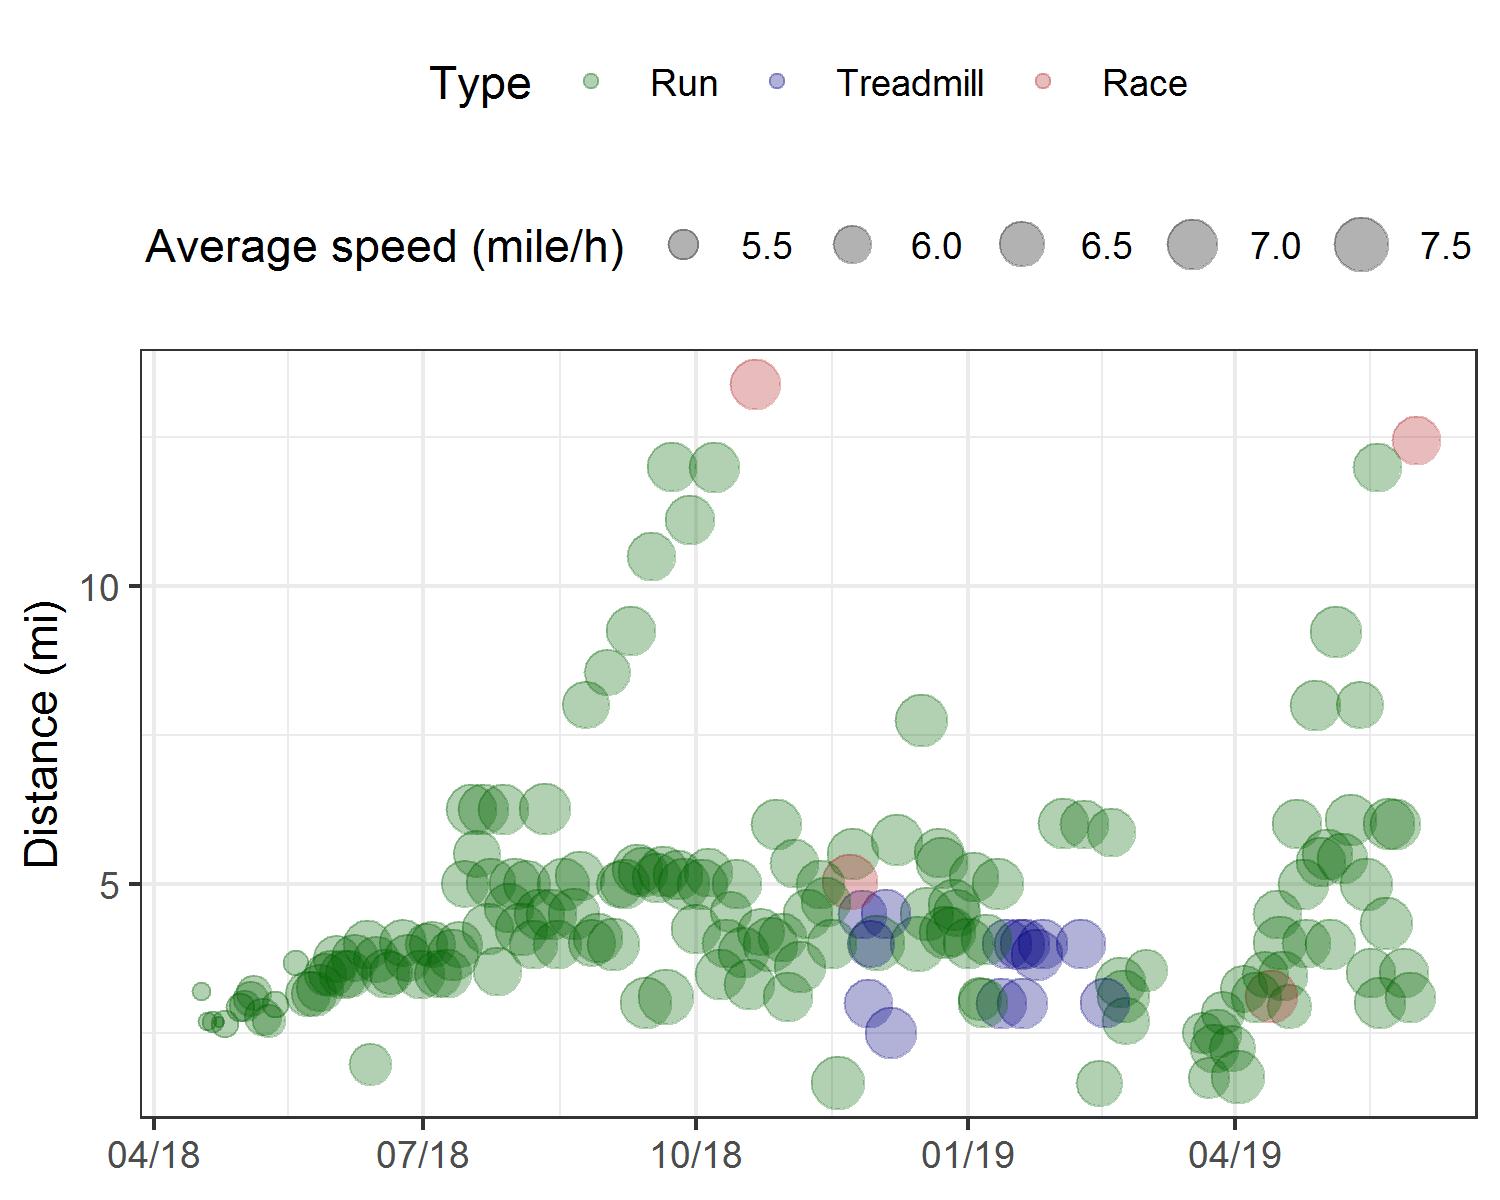 Type Run Treadmill Race
Average speed (mile/h) 5.5 6.0 6.5 7.0 7.5
Distance (mi)
10
5
04/18 07/18 10/18 01/19 04/19